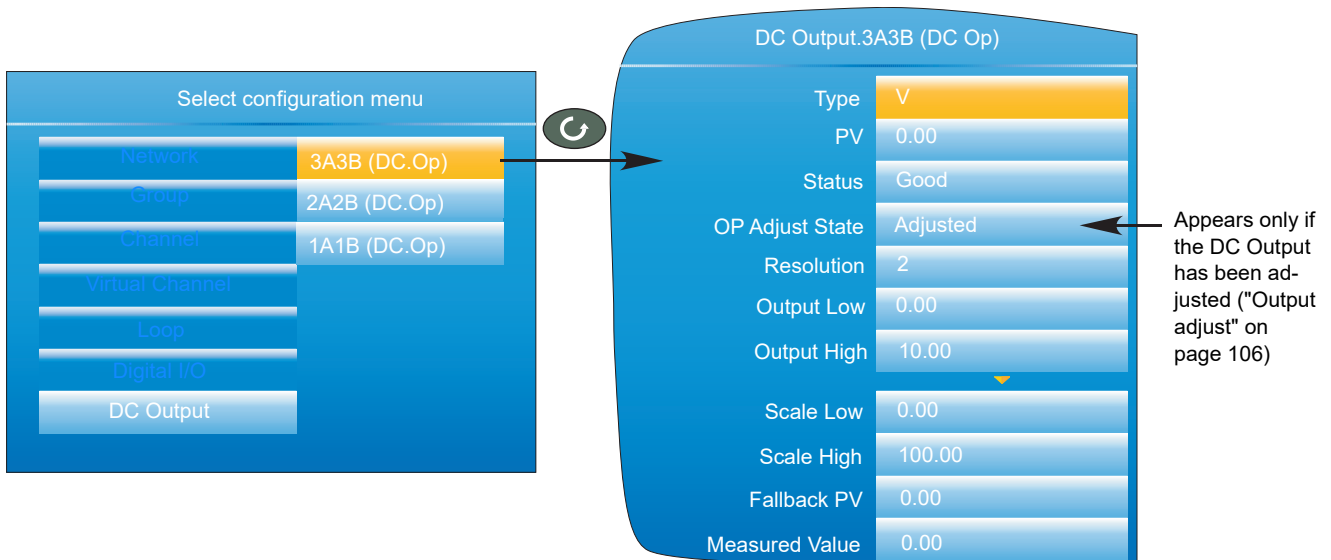 Select configuration menu
Network
3A3B (DC.Op)
Group
2A2B (DC.Op)
Channel
1A1B (DC.Op)
Virtual Channel
Loop
Digital I/O
DC Output
DC Output.3A3B (DC Op)
Type V
PV 0.00
Status Good
OP Adjust State Adjusted
Resolution 2
Output Low 0.00
Output High 10.00
Scale Low 0.00
Scale High 100.00
Fallback PV 0.00
Measured Value 0.00
Appears only if
the DC Output
has been ad-
justed ("Output
adjust" on
page 106)